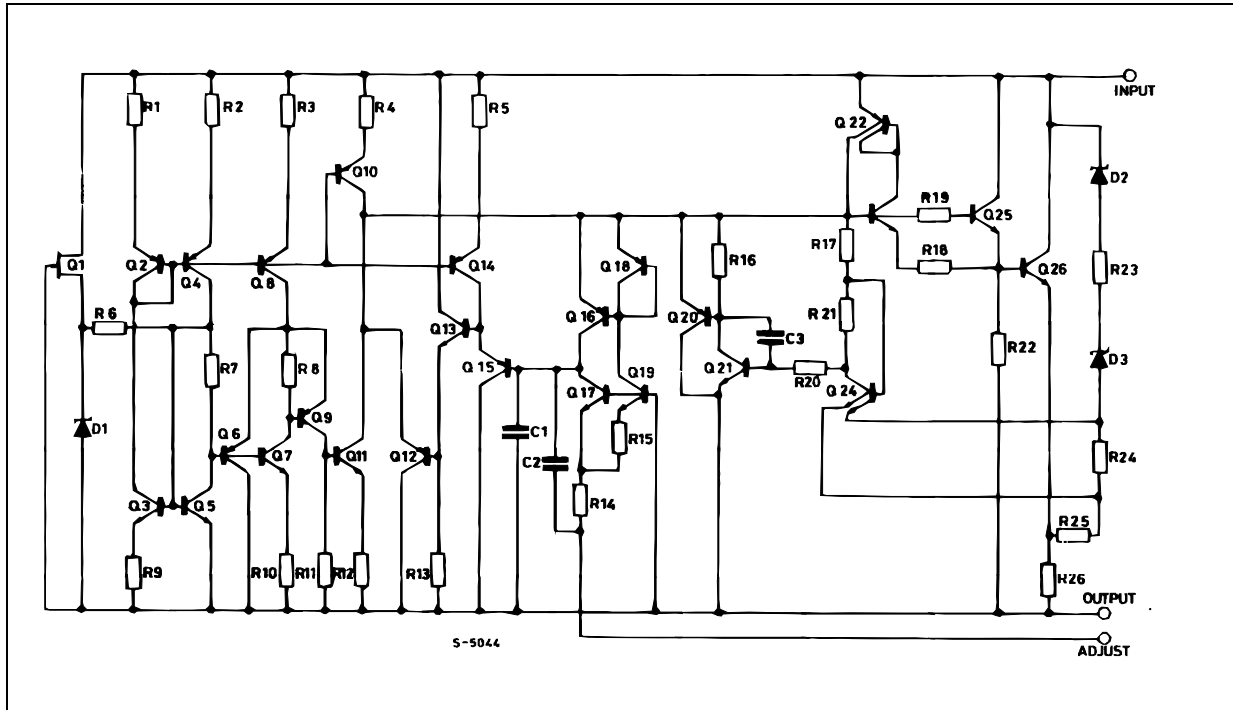 R1
R2
R3
R4
R5
INPUT
Q22
D2
Q10
R19
Q25
R17
R18
Q1
Q2
Q4
Q8
Q14
Q18
R16
Q26
R23
R6
Q13
Q16
Q20
C3
R21
R22
R7
R8
Q15
Q21
R20
D3
Q19
Q24
Q17
D1
Q6
Q9
Q7
Q11
Q12
C1
C2
R15
R24
Q3
Q5
R14
R25
R9
R10
R11
R12
R13
R26
OUTPUT
S-5044
ADJUST